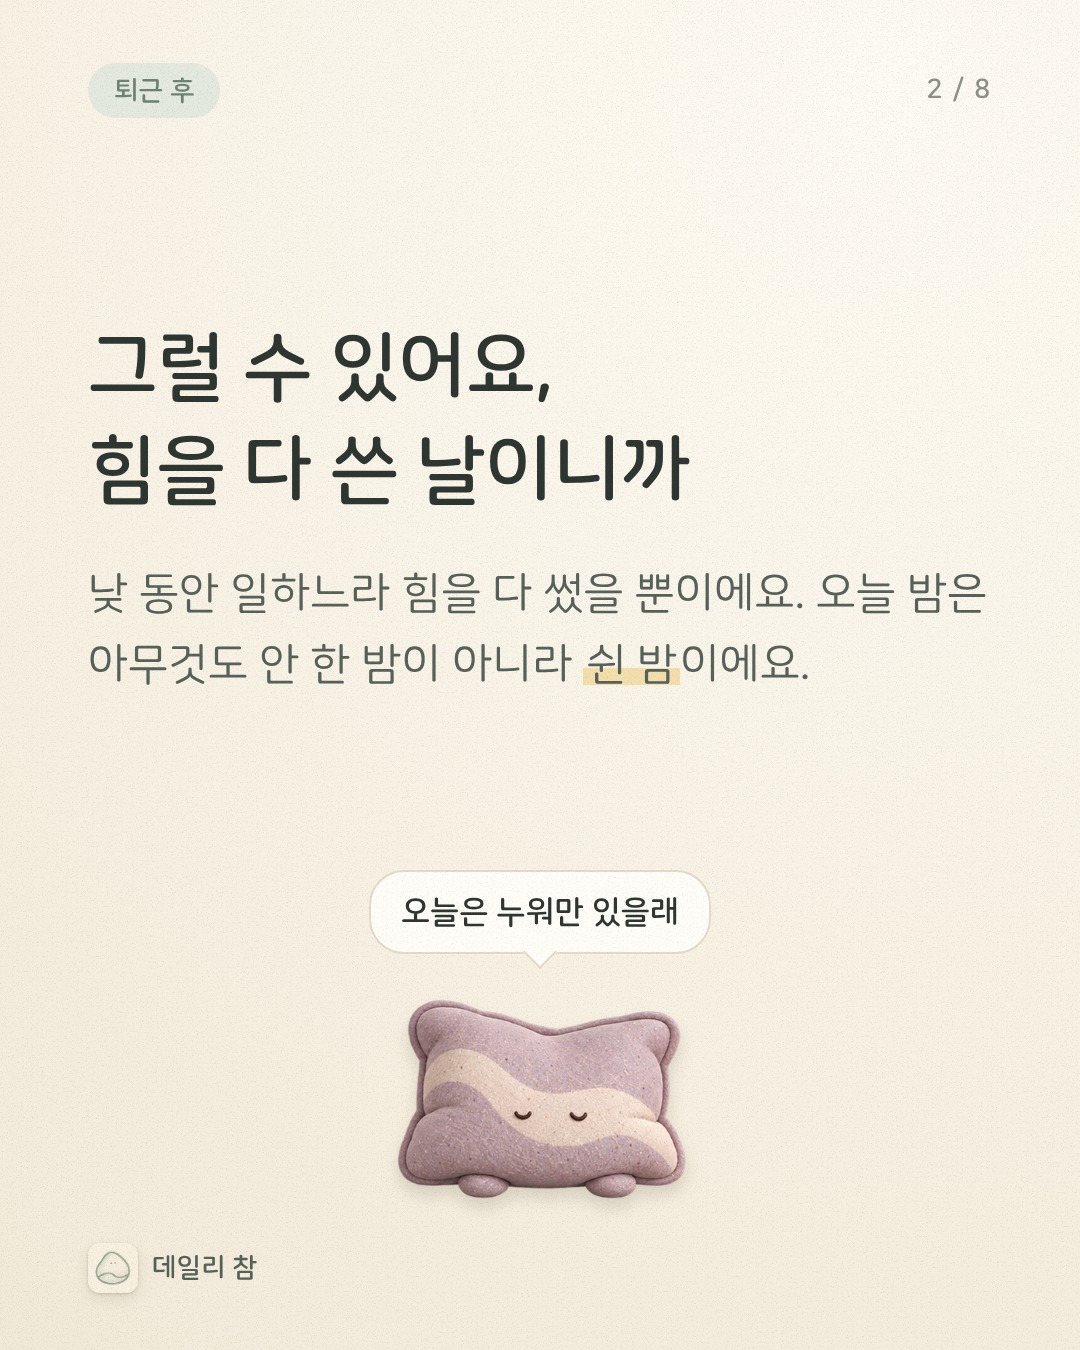 퇴근 후
2 / 8
그럴 수 있어요,
힘을 다 쓴 날이니까
낮 동안 일하느라 힘을 다 썼을 뿐이에요. 오늘 밤은
아무것도 안 한 밤이 아니라 쉰 밤이에요.
오늘은 누워만 있을래
데일리 참